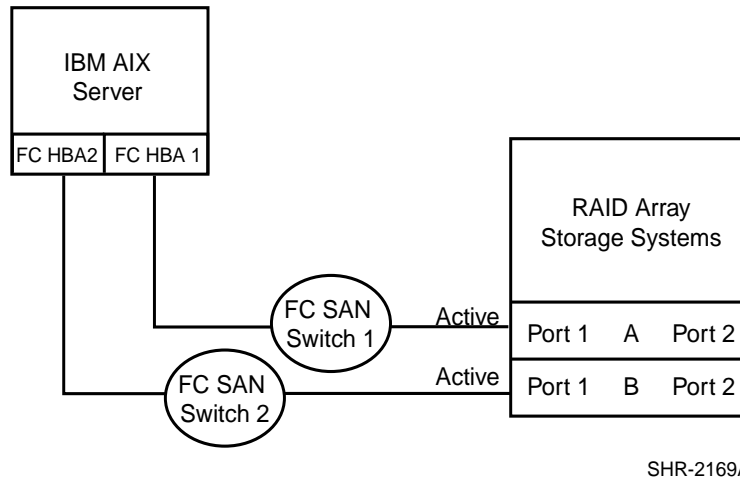 IBM AIX
Server
FC HBA2 FC HBA 1
RAID Array
Storage Systems
FC SAN
Switch 1
Active
Port 1 A Port 2
FC SAN
Switch 2
Active
Port 1 B Port 2
SHR-2169A